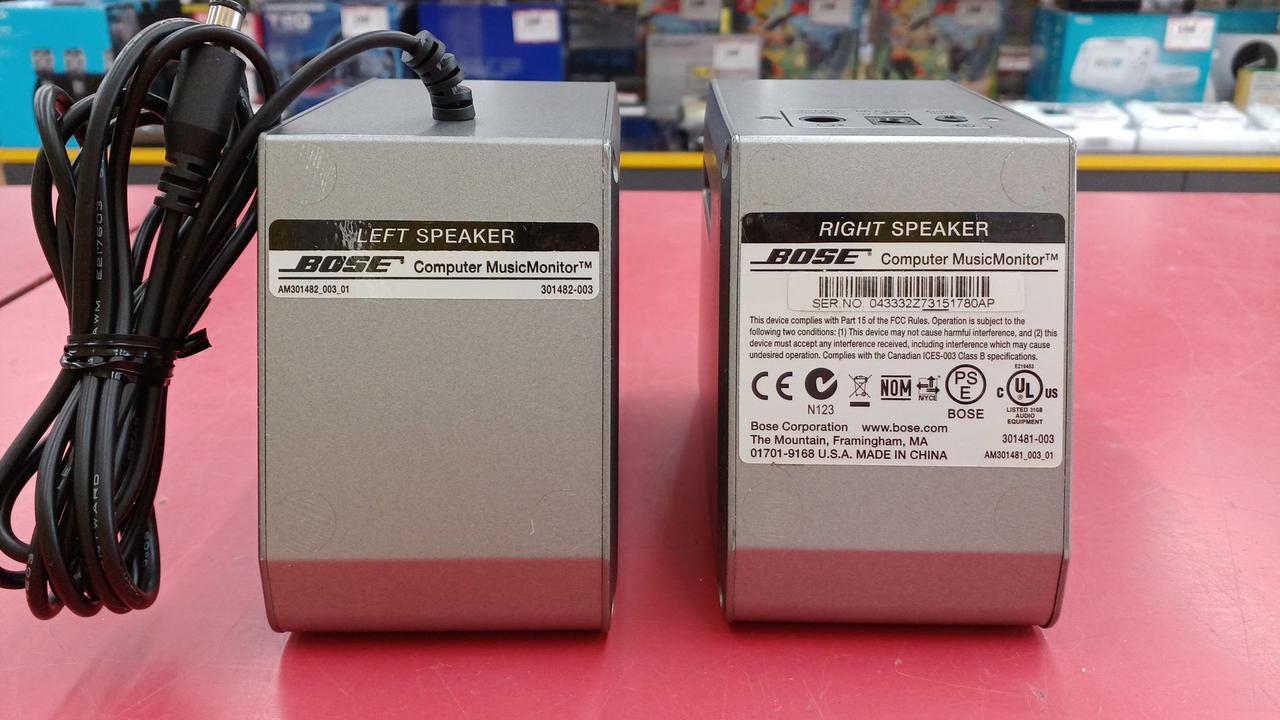 LEFT SPEAKER
BOSE Computer MusicMonitor™
AM301482_003_01 301482-003
RIGHT SPEAKER
BOSE Computer MusicMonitor™
SER.NO. 043332Z73151780AP
This device complies with Part 15 of the FCC Rules. Operation is subject to the
following two conditions: (1) This device may not cause harmful interference, and (2) this
device must accept any interference received, including interference which may cause
undesired operation. Complies with the Canadian ICES-003 Class B specifications.
CE
N123
NOM
NYCE
PS
E
BOSE
E219453
C UL US
LISTED 31GB
AUDIO
EQUIPMENT
Bose Corporation www.bose.com
The Mountain, Framingham, MA
01701-9168 U.S.A. MADE IN CHINA
301481-003
AM301481_003_01
E217603